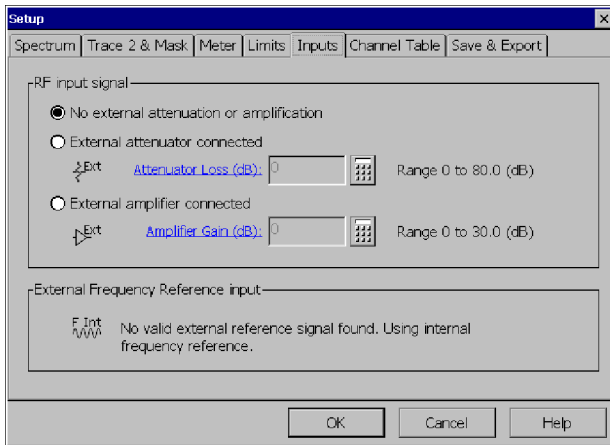 Setup
Spectrum Trace 2 & Mask Meter Limits Inputs Channel Table Save & Export
RF input signal
No external attenuation or amplification
External attenuator connected
Ext Attenuator Loss (dB): 0 Range 0 to 80.0 (dB)
External amplifier connected
Ext Amplifier Gain (dB): 0 Range 0 to 30.0 (dB)
External Frequency Reference input
F Int
No valid external reference signal found. Using internal
frequency reference.
OK Cancel Help